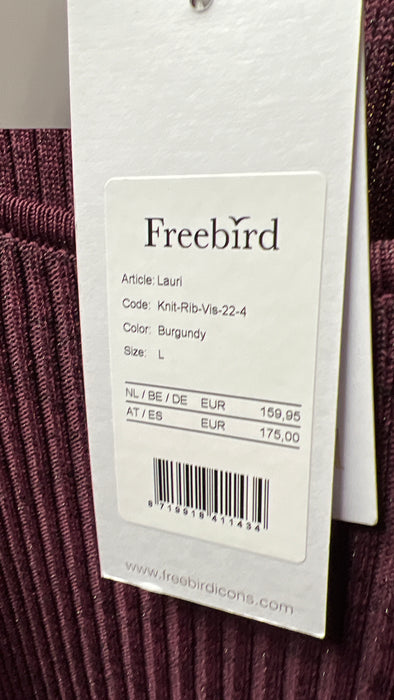 Freebird
Article: Lauri
Code: Knit-Rib-Vis-22-4
Color: Burgundy
Size: L
NL / BE / DE EUR 159,95
AT / ES EUR 175,00
8 719918 411434
www.freebirdicons.com